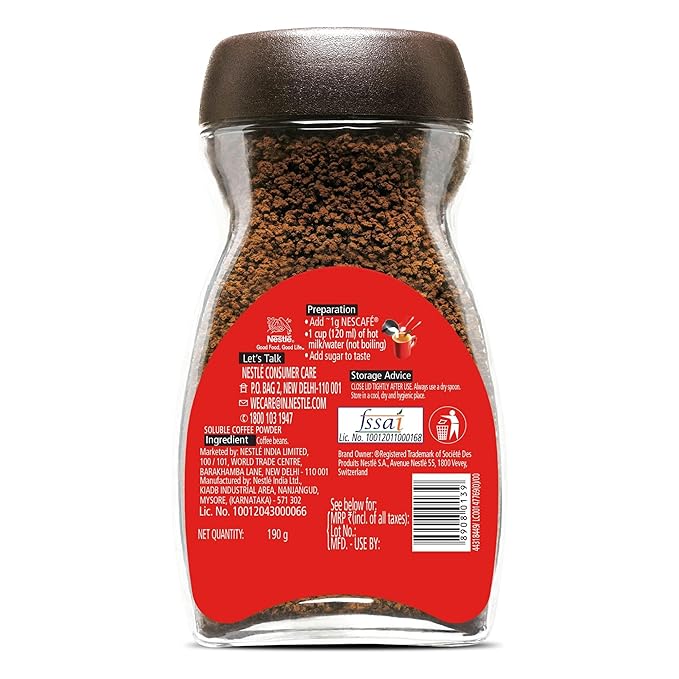 Nestlé
Good Food, Good Life
Let's Talk
NESTLÉ CONSUMER CARE
P.O. BAG 2, NEW DELHI-110 001
WECARE@IN.NESTLE.COM
1800 103 1947
Preparation
• Add ~1g NESCAFÉ®
• 1 cup (120 ml) of hot
milk/water (not boiling)
• Add sugar to taste
Storage Advice
CLOSE LID TIGHTLY AFTER USE. Always use a dry spoon.
Store in a cool, dry and hygienic place.
SOLUBLE COFFEE POWDER
Ingredient Coffee beans.
Marketed by: NESTLÉ INDIA LIMITED,
100 / 101, WORLD TRADE CENTRE,
BARAKHAMBA LANE, NEW DELHI - 110 001
Manufactured by: Nestlé India Ltd.,
KIADB INDUSTRIAL AREA, NANJANGUD,
MYSORE, (KARNATAKA) - 571 302
Lic. No. 10012043000066
NET QUANTITY: 190 g
fssai
Lic. No. 10012011000168
Brand Owner: ®Registered Trademark of Société Des
Produits Nestlé S.A., Avenue Nestlé 55, 1800 Vevey,
Switzerland
See below for:
MRP ₹(incl. of all taxes):
Lot No.:
MFD. - USE BY:
8908 0139